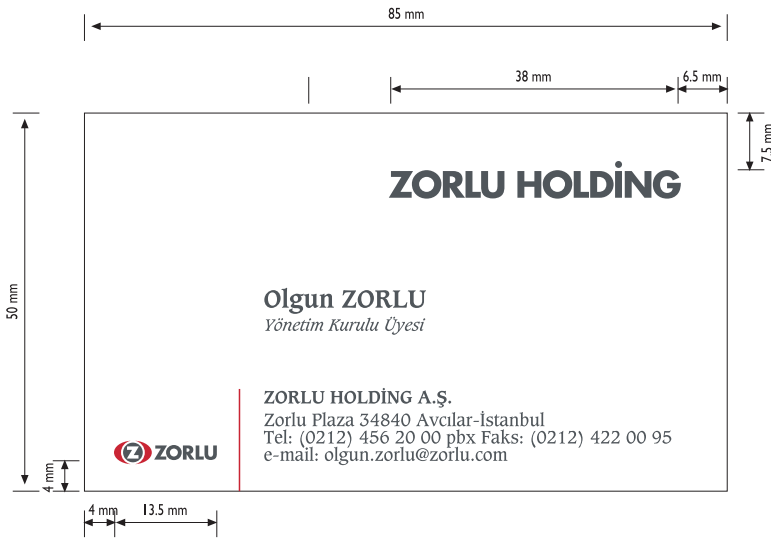 85 mm
38 mm
6.5 mm
7.5 mm
ZORLU HOLDİNG
50 mm
Olgun ZORLU
Yönetim Kurulu Üyesi
ZORLU HOLDİNG A.Ş.
Zorlu Plaza 34840 Avcılar-İstanbul
Tel: (0212) 456 20 00 pbx Faks: (0212) 422 00 95
e-mail: olgun.zorlu@zorlu.com
Z ZORLU
4 mm
4 mm
13.5 mm